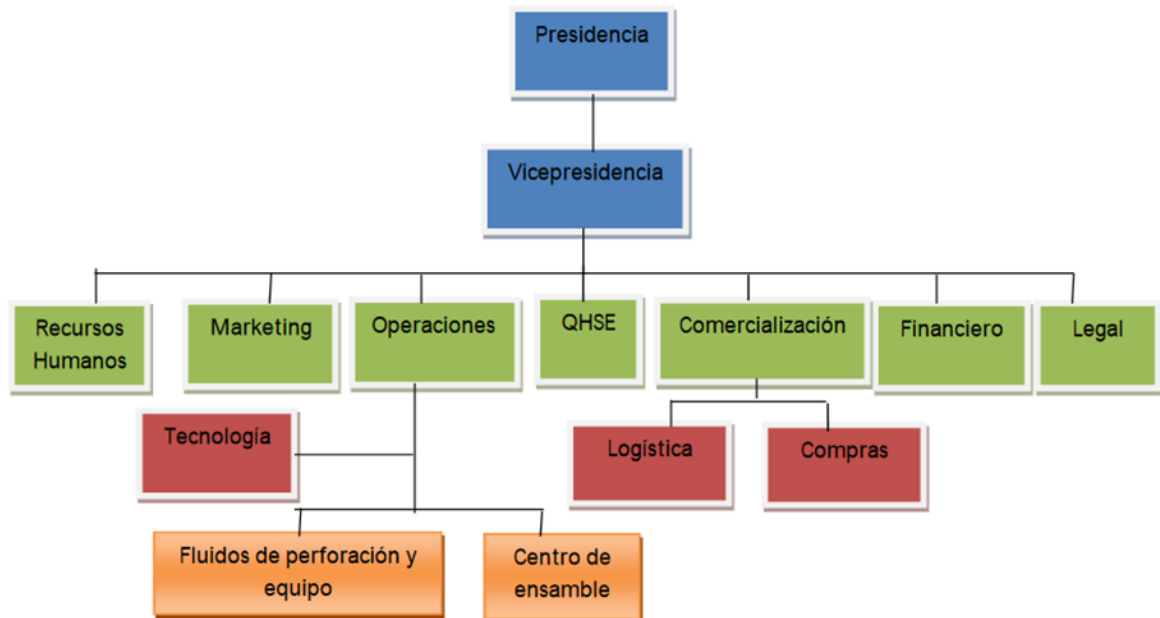 Presidencia
Vicepresidencia
Recursos
Humanos
Marketing
Operaciones
QHSE
Comercialización
Financiero
Legal
Tecnología
Logística
Compras
Fluidos de perforación y
equipo
Centro de
ensamble